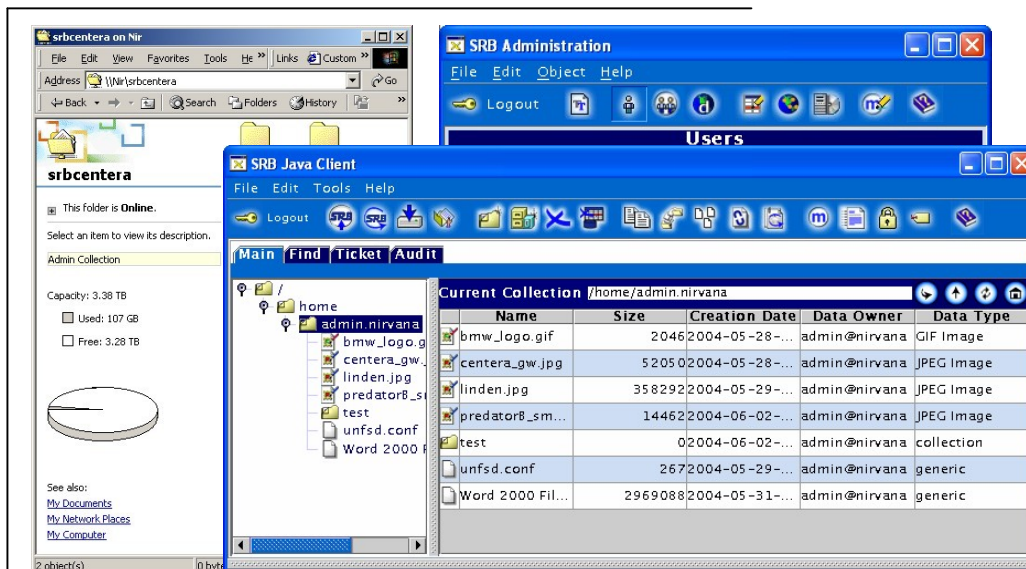 srbcentera on Nir
File Edit View Favorites Tools He » Links Custom »
Address \\Nir\srbcentera Go
Back Search Folders History »
srbcentera
This folder is Online.
Select an item to view its description.
Admin Collection
Capacity: 3.38 TB
Used: 107 GB
Free: 3.28 TB
See also:
My Documents
My Network Places
My Computer
2 object(s) 0 byte
SRB Administration
File Edit Object Help
Logout
Users
SRB Java Client
File Edit Tools Help
Logout SRB SRB m
Main Find Ticket Audit
/
home
admin.nirvana
bmw_logo.g
centera_gw.
linden.jpg
predatorB_sr
test
unfsd.conf
Word 2000 F
Current Collection /home/admin.nirvana
Name Size Creation Date Data Owner Data Type
bmw_logo.gif 2046 2004-05-28-... admin@nirvana GIF Image
centera_gw.jpg 52050 2004-05-28-... admin@nirvana JPEG Image
linden.jpg 358292 2004-05-29-... admin@nirvana JPEG Image
predatorB_sm... 14462 2004-06-02-... admin@nirvana JPEG Image
test 0 2004-06-02-... admin@nirvana collection
unfsd.conf 267 2004-05-29-... admin@nirvana generic
Word 2000 Fil... 2969088 2004-05-31-... admin@nirvana generic